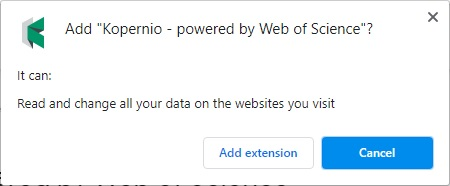 Add "Kopernio - powered by Web of Science"?
It can:
Read and change all your data on the websites you visit
Add extension
Cancel